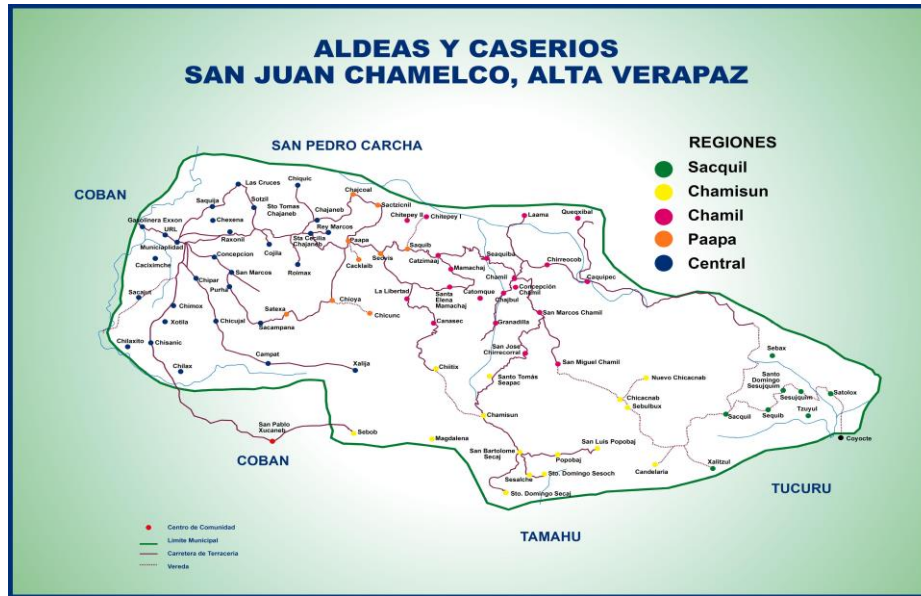 ALDEAS Y CASERIOS
SAN JUAN CHAMELCO, ALTA VERAPAZ
SAN PEDRO CARCHA
COBAN
REGIONES
Sacquil
Chamisun
Chamil
Paapa
Central
Las Cruces
Chiquic
Saquija
Sotzil
Sto Tomas
Chajaneb
Chajaneb
Chajcoal
Sactzicnil
Gasolinera Exxon
URL
Chexena
Rey Marcos
Chitepey II
Chitepey I
Laama
Queqxibal
Municiaplidad
Raxonil
Sta Cecilia
Chajaneb
Paapa
Cojila
Caciximche
Concepcion
Roimax
Cacklaib
Sedvis
Saquib
Catzimaaj
Seaquiba
Mamachaj
Chirreocob
Chamil
Caquipec
San Marcos
Chipar
Purha
Concepción
Chamil
Santa
Elena
Mamachaj
Catomque
Chajbul
La Libertad
Sacajut
Chimox
Satexa
Chioya
Chicunc
San Marcos Chamil
Xotila
Chicujal
Sacampana
Canasec
Granadilla
Chilaxito
Chisanic
San Jose
Chirrecorral
Sebax
Campat
Xalija
Chilax
Chiitix
San Miguel Chamil
Santo Tomás
Seapac
Nuevo Chicacnab
Santo
Domingo
Sesujquim
Sesujquim
Satolox
Chicacnab
Sebulbux
Chamisun
Sacquil
Sequib
Tzuyul
San Pablo
Xucaneb
Sebob
Magdalena
San Luis Popobaj
Coyocte
COBAN
San Bartolome
Secaj
Popobaj
Candelaria
Xalitzul
Sesalche
Sto. Domingo Sesoch
Sto. Domingo Secaj
TUCURU
TAMAHU
Centro de Comunidad
Limite Municipal
Carretera de Terraceria
Vereda